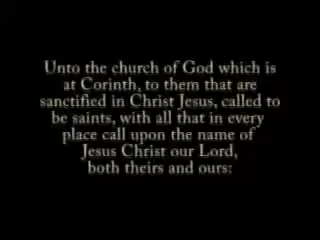 Unto the church of God which is
at Corinth, to them that are
sanctified in Christ Jesus, called to
be saints, with all that in every
place call upon the name of
Jesus Christ our Lord,
both theirs and ours: